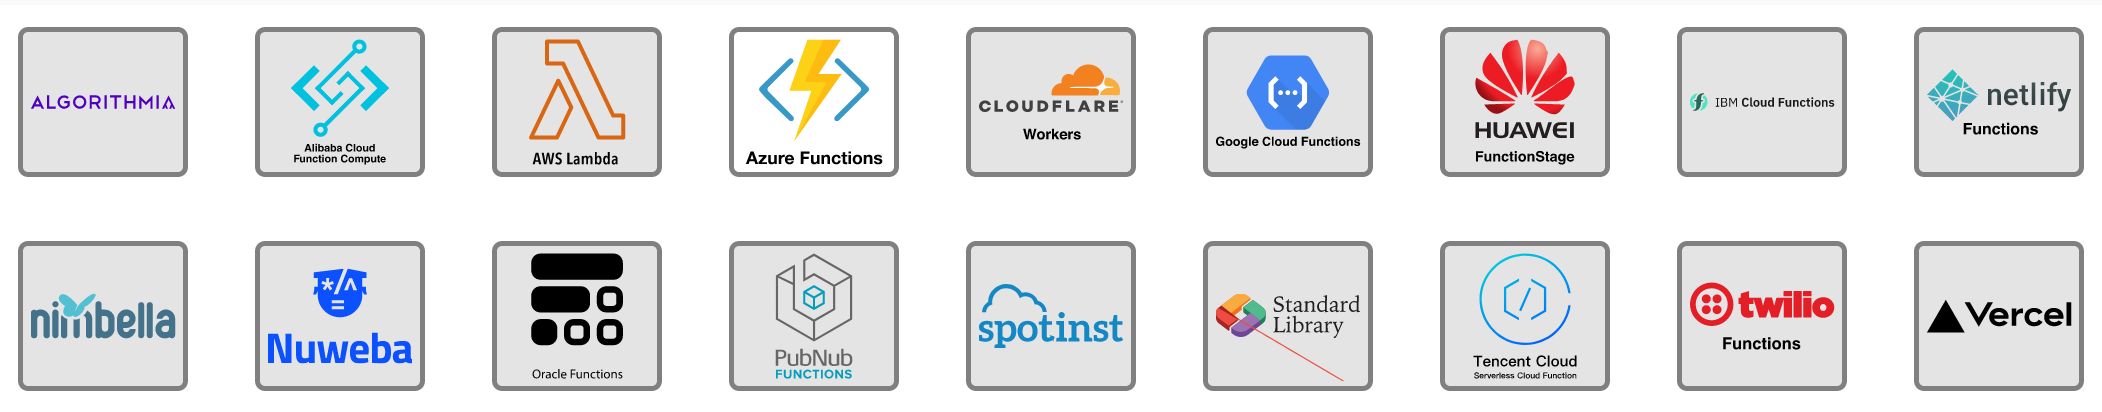 ALGORITHMIA
Alibaba Cloud
Function Compute
AWS Lambda
Azure Functions
CLOUDFLARE
Workers
Google Cloud Functions
HUAWEI
FunctionStage
IBM Cloud Functions
netlify
Functions
nimbella
Nuweba
Oracle Functions
PubNub
FUNCTIONS
spotinst
Standard
Library
Tencent Cloud
Serverless Cloud Function
twilio
Functions
Vercel